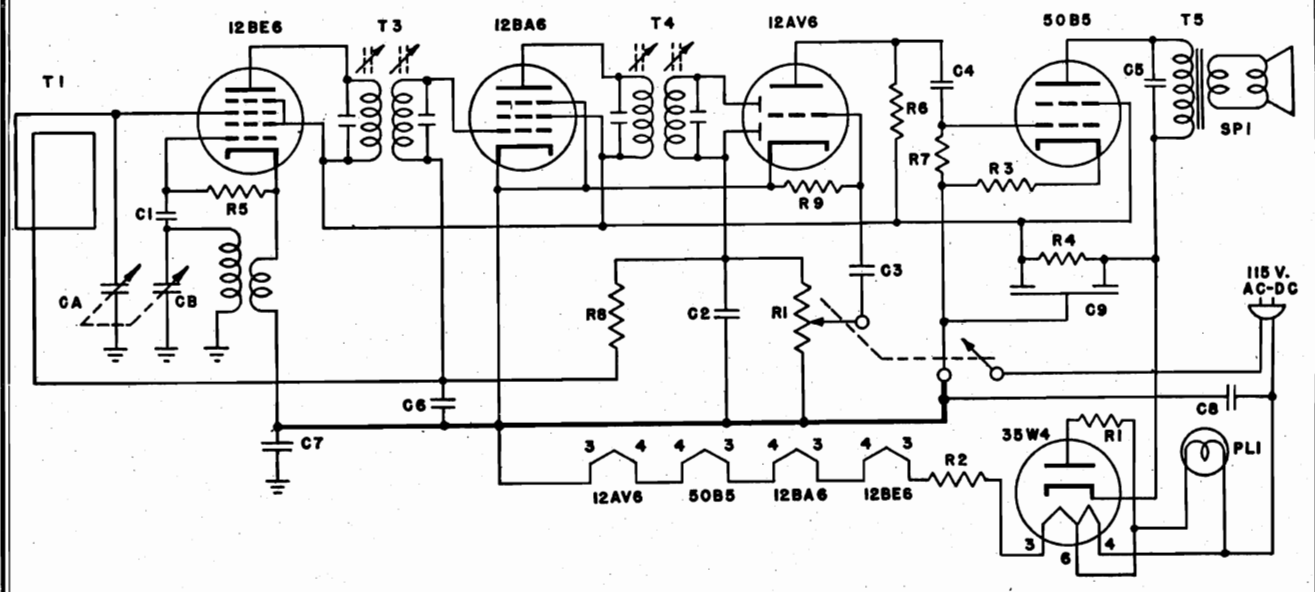 12BE6 T3 12BA6 T4 12AV6 50B5 T5
T1
C4 C5
R6
SP1
R7 R3
C1 R5 R9
R4
115 V.
AC-DC
C3
CA CB R8 C2 R1 C9
C6 C8
C7 3 4 4 3 4 3 4 3 35W4 R1 PL1
R2
12AV6 50B5 12BA6 12BE6
3 6 4